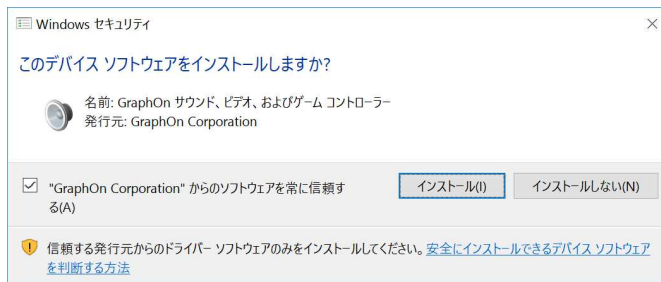 Windows セキュリティ
このデバイス ソフトウェアをインストールしますか?
名前: GraphOn サウンド、ビデオ、およびゲーム コントローラー
発行元: GraphOn Corporation
"GraphOn Corporation" からのソフトウェアを常に信頼す
る(A)
インストール(I)
インストールしない(N)
信頼する発行元からのドライバー ソフトウェアのみをインストールしてください。安全にインストールできるデバイス ソフトウェア
を判断する方法